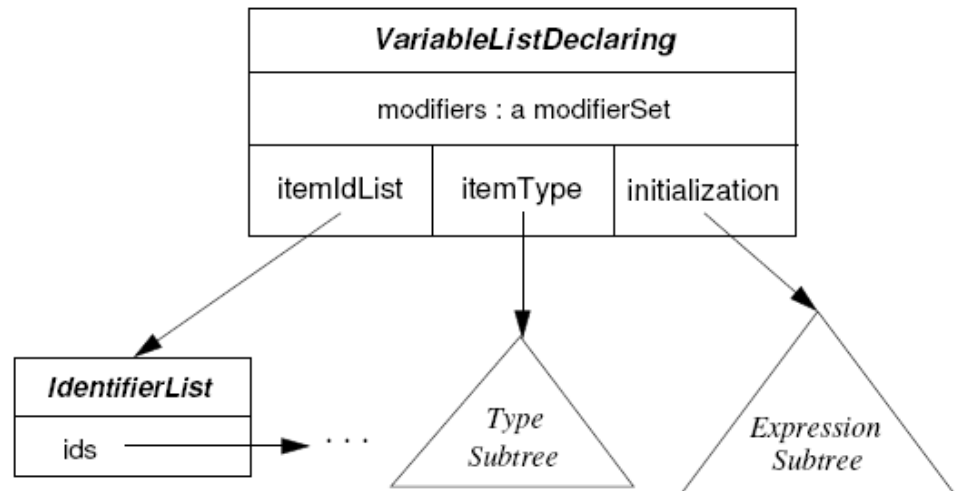 VariableListDeclaring
modifiers : a modifierSet
itemIdList itemType initialization
IdentifierList
ids . . .
Type
Subtree
Expression
Subtree